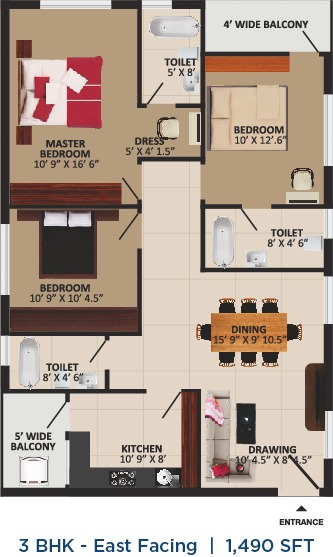 4' WIDE BALCONY
TOILET
5' X 8'
BEDROOM
10' X 12'.6"
MASTER
BEDROOM
10' 9" X 16' 6"
DRESS
5' X 4' 1.5"
TOILET
8' X 4' 6"
BEDROOM
10' 9" X 10' 4.5"
DINING
15' 9" X 9' 10.5"
TOILET
8' X 4' 6"
5' WIDE
BALCONY
KITCHEN
10' 9" X 8'
DRAWING
10' 4.5" X 8' 4.5"
ENTRANCE
3 BHK - East Facing | 1,490 SFT